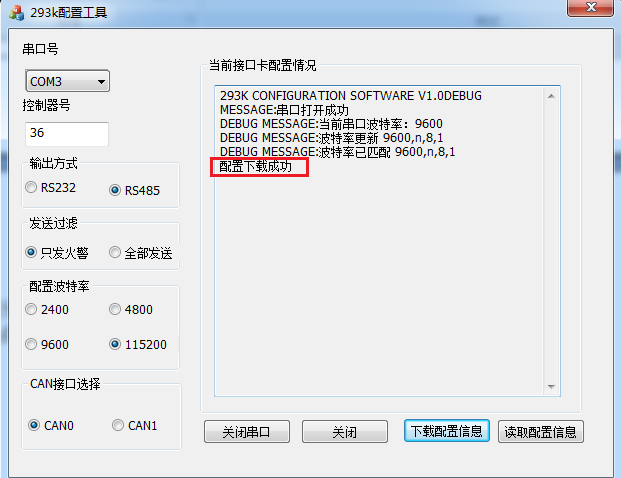 293k配置工具
串口号
COM3
控制器号
36
输出方式
RS232
RS485
发送过滤
只发火警
全部发送
配置波特率
2400
4800
9600
115200
CAN接口选择
CAN0
CAN1
当前接口卡配置情况
293K CONFIGURATION SOFTWARE V1.0DEBUG
MESSAGE:串口打开成功
DEBUG MESSAGE:当前串口波特率：9600
DEBUG MESSAGE:波特率更新 9600,n,8,1
DEBUG MESSAGE:波特率已匹配 9600,n,8,1
配置下载成功
关闭串口
关闭
下载配置信息
读取配置信息